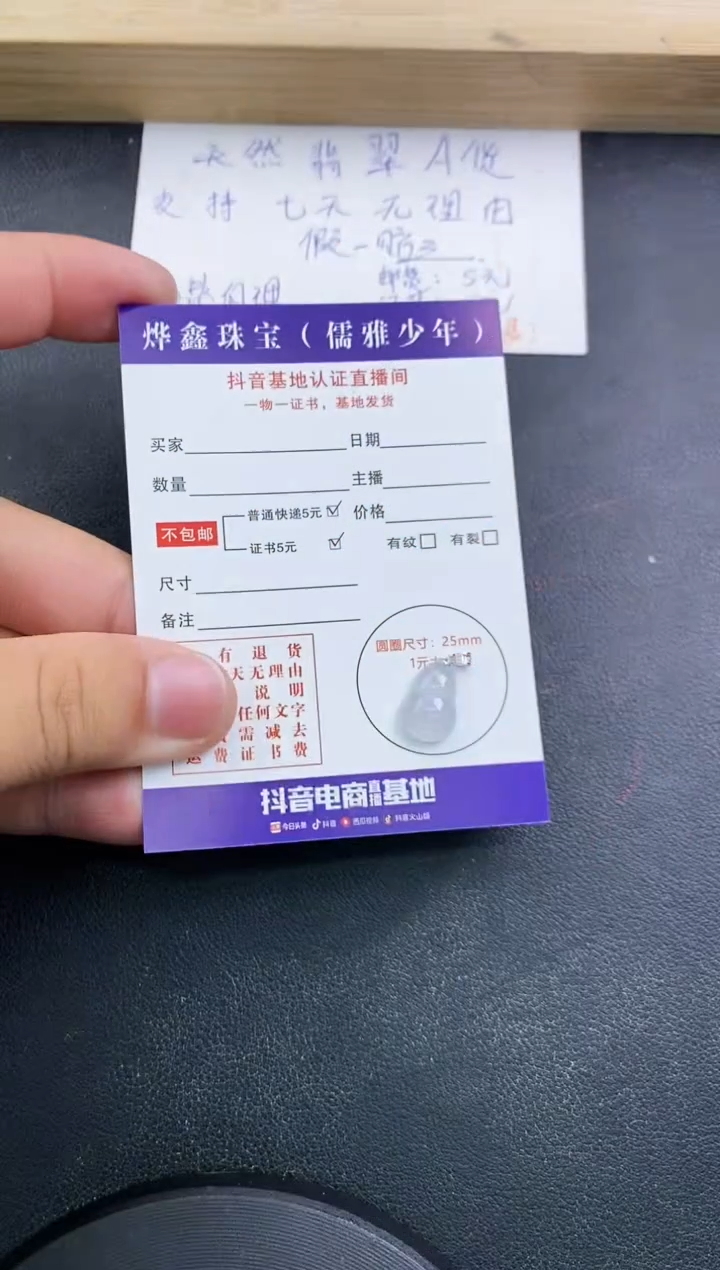 天然 翡翠 A货
支持 七天无理由
假一赔三
邮费：5元
烨鑫珠宝（儒雅少年）
抖音基地认证直播间
一物一证书，基地发货
买家 日期
数量 主播
不包邮 普通快递5元 价格
证书5元 有纹 有裂
尺寸
备注
圆圈尺寸：25mm
1元
有退货
天无理由
说明
任何文字
需减去
退费证书费
抖音电商直播基地
今日头条 抖音 西瓜视频 抖音火山版